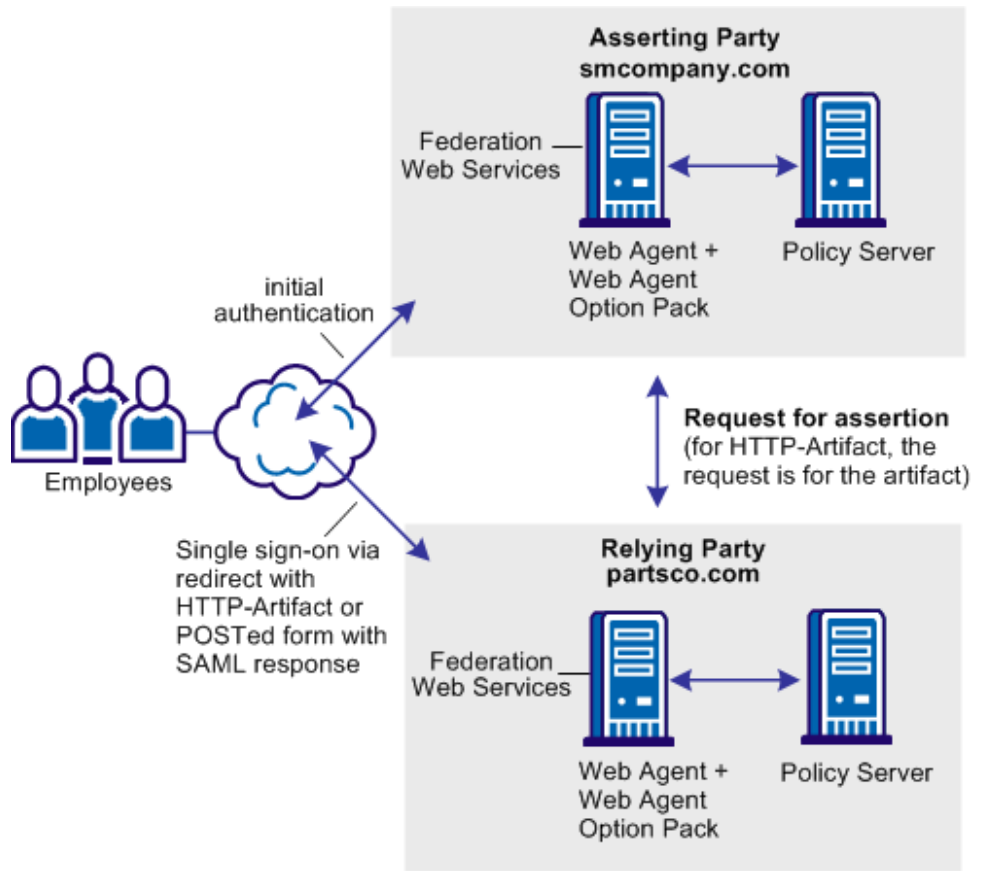 Asserting Party
smcompany.com
Federation
Web Services
Web Agent +
Web Agent
Option Pack
Policy Server
initial
authentication
Employees
Request for assertion
(for HTTP-Artifact, the
request is for the artifact)
Single sign-on via
redirect with
HTTP-Artifact or
POSTed form with
SAML response
Relying Party
partsco.com
Federation
Web Services
Web Agent +
Web Agent
Option Pack
Policy Server